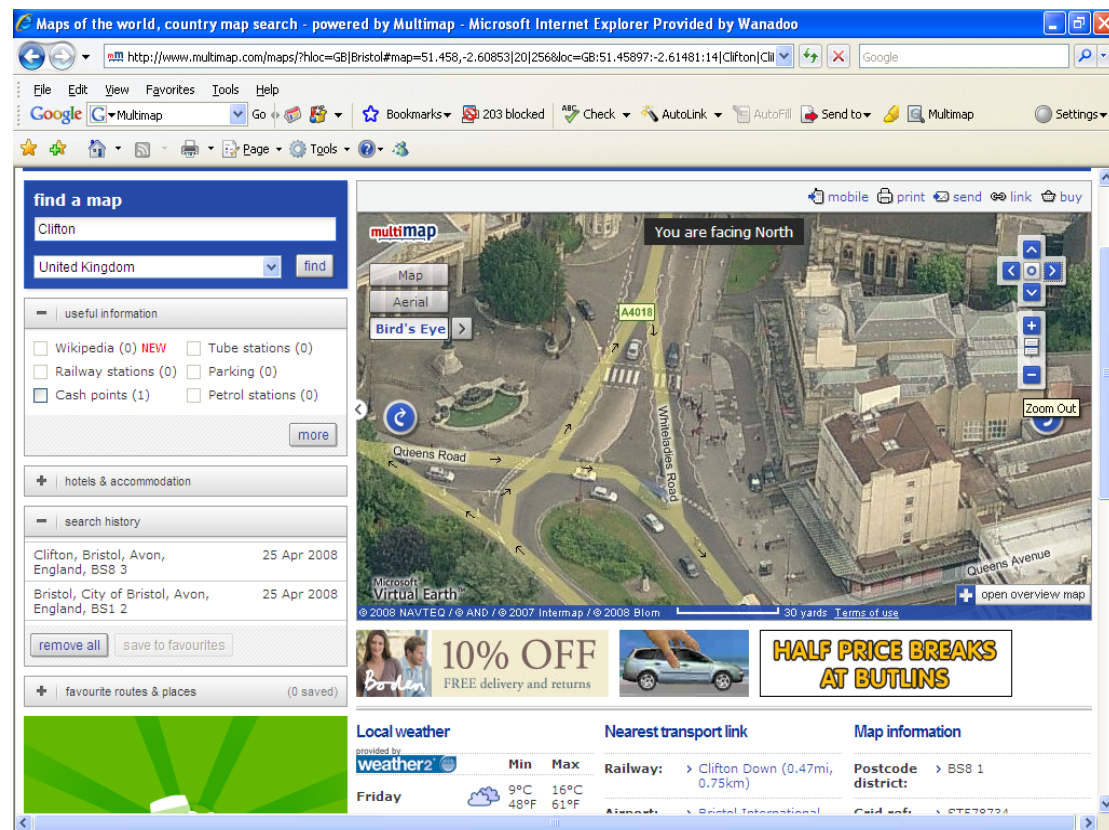 Maps of the world, country map search - powered by Multimap - Microsoft Internet Explorer Provided by Wanadoo
http://www.multimap.com/maps/?hloc=GB|Bristol#map=51.458,-2.60853|20|256&loc=GB:51.45897:-2.61481:14|Clifton|Cli
Google
File Edit View Favorites Tools Help
Google G Multimap Go Bookmarks 203 blocked ABC Check AutoLink AutoFill Send to Multimap Settings
Page Tools
find a map
Clifton
United Kingdom find
useful information
Wikipedia (0) NEW Tube stations (0)
Railway stations (0) Parking (0)
Cash points (1) Petrol stations (0)
more
hotels & accommodation
search history
Clifton, Bristol, Avon, 25 Apr 2008
England, BS8 3
Bristol, City of Bristol, Avon, 25 Apr 2008
England, BS1 2
remove all save to favourites
favourite routes & places (0 saved)
mobile print send link buy
multimap
You are facing North
Map
Aerial
Bird's Eye
A4018
Zoom Out
Queens Road
Whiteladies Road
Queens Avenue
Microsoft
Virtual Earth™
open overview map
© 2008 NAVTEQ / © AND / © 2007 Intermap / © 2008 Blom 30 yards Terms of use
Boden
10% OFF
FREE delivery and returns
HALF PRICE BREAKS
AT BUTLINS
Local weather
provided by
weather2
Min Max
Friday
9°C 16°C
48°F 61°F
Nearest transport link
Railway: Clifton Down (0.47mi,
0.75km)
Airport: Bristol International
Map information
Postcode BS8 1
district:
Grid ref: ST578734